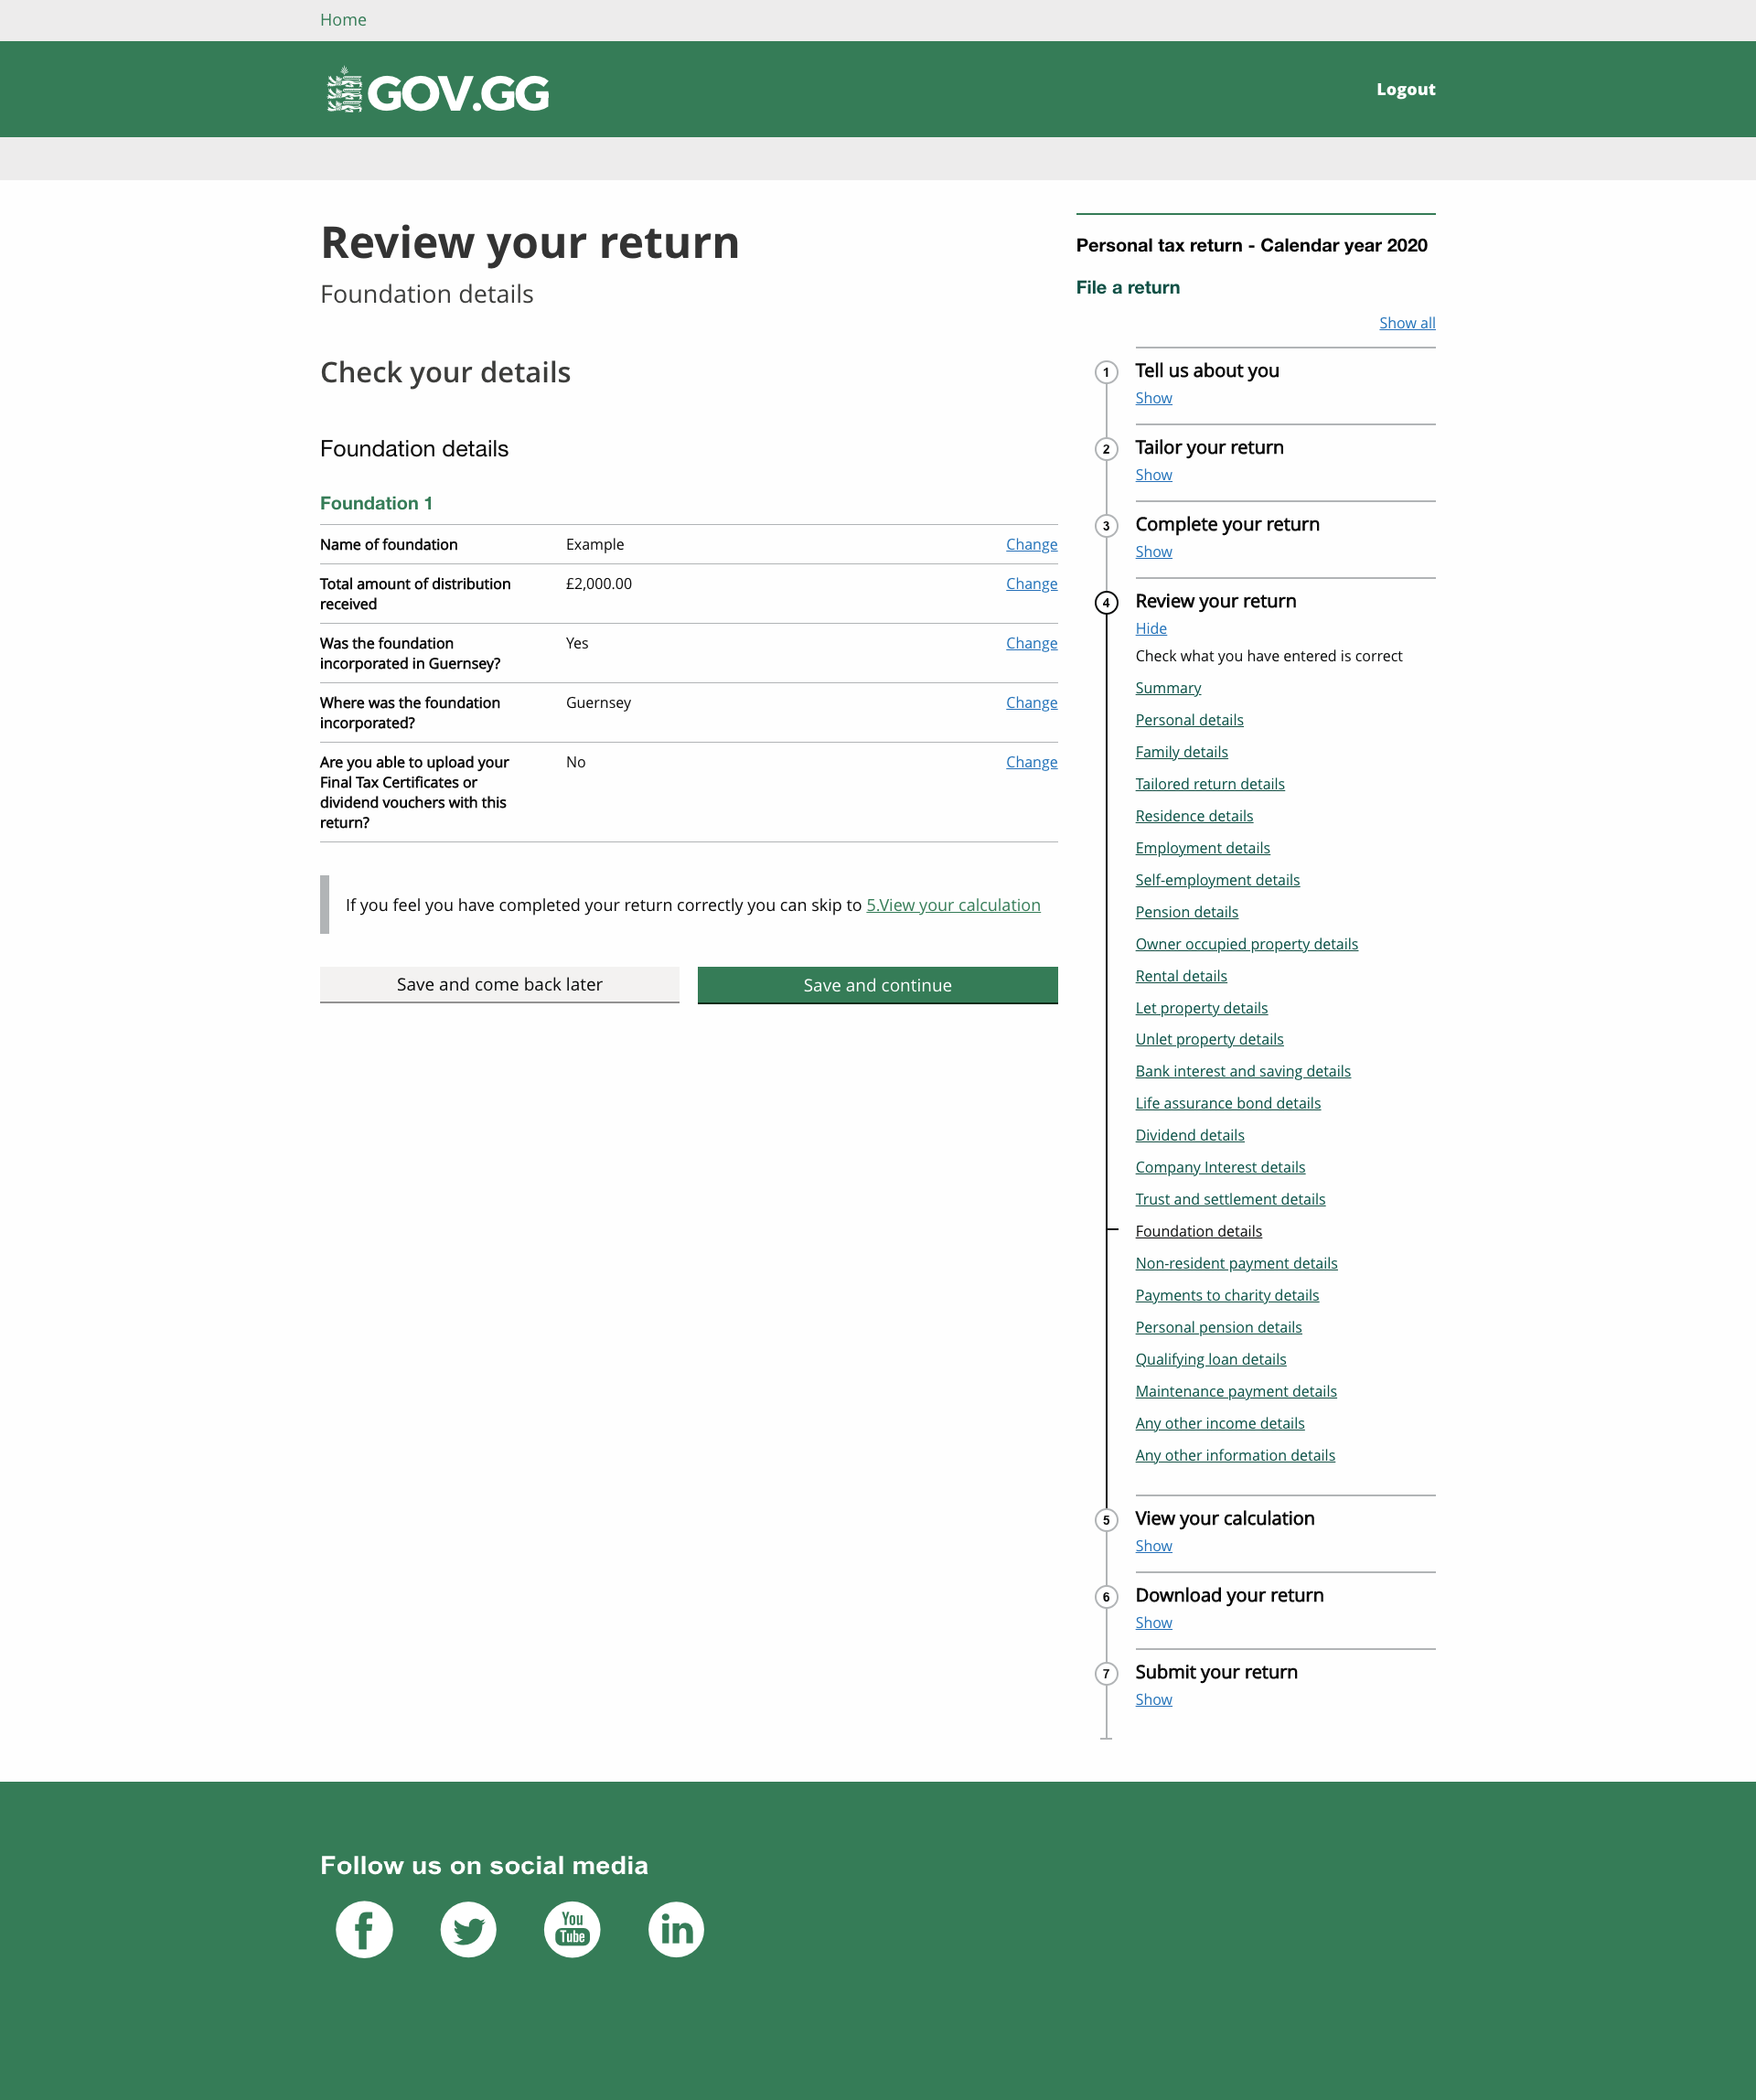 Home
GOV.GG
Logout
Review your return
Foundation details
Check your details
Foundation details
Foundation 1
Name of foundation Example Change
Total amount of distribution £2,000.00 Change
received
Was the foundation Yes Change
incorporated in Guernsey?
Where was the foundation Guernsey Change
incorporated?
Are you able to upload your No Change
Final Tax Certificates or
dividend vouchers with this
return?
If you feel you have completed your return correctly you can skip to 5.View your calculation
Save and come back later
Save and continue
Personal tax return - Calendar year 2020
File a return
Show all
1 Tell us about you
Show
2 Tailor your return
Show
3 Complete your return
Show
4 Review your return
Hide
Check what you have entered is correct
Summary
Personal details
Family details
Tailored return details
Residence details
Employment details
Self-employment details
Pension details
Owner occupied property details
Rental details
Let property details
Unlet property details
Bank interest and saving details
Life assurance bond details
Dividend details
Company Interest details
Trust and settlement details
Foundation details
Non-resident payment details
Payments to charity details
Personal pension details
Qualifying loan details
Maintenance payment details
Any other income details
Any other information details
5 View your calculation
Show
6 Download your return
Show
7 Submit your return
Show
Follow us on social media
You
Tube
in